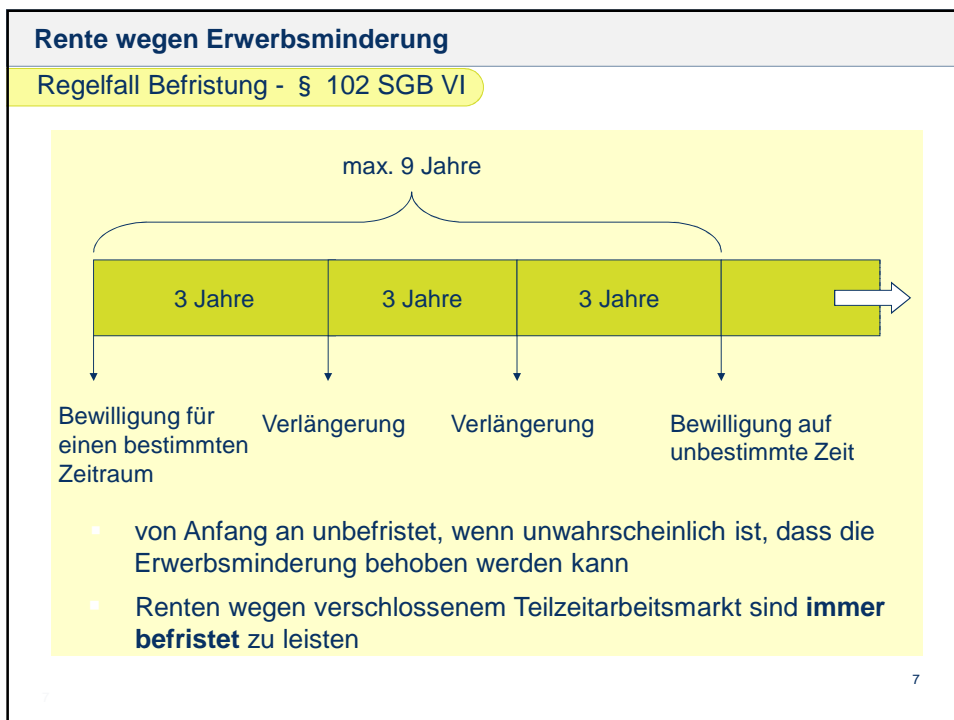 Rente wegen Erwerbsminderung
Regelfall Befristung - § 102 SGB VI
max. 9 Jahre
3 Jahre
3 Jahre
3 Jahre
Bewilligung für
einen bestimmten
Zeitraum
Verlängerung
Verlängerung
Bewilligung auf
unbestimmte Zeit
von Anfang an unbefristet, wenn unwahrscheinlich ist, dass die
Erwerbsminderung behoben werden kann
Renten wegen verschlossenem Teilzeitarbeitsmarkt sind immer
befristet zu leisten
7
7